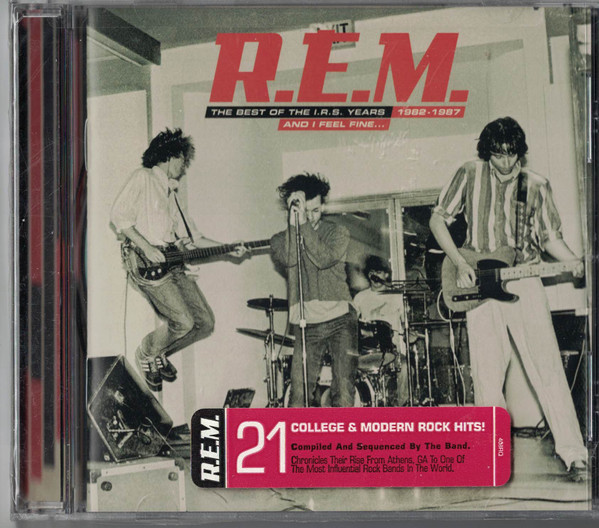 EXIT
R.E.M.
THE BEST OF THE I.R.S. YEARS 1982-1987
AND I FEEL FINE...
R.E.M.
21
COLLEGE & MODERN ROCK HITS!
Compiled And Sequenced By The Band.
Chronicles Their Rise From Athens, GA To One Of
The Most Influential Rock Bands In The World.